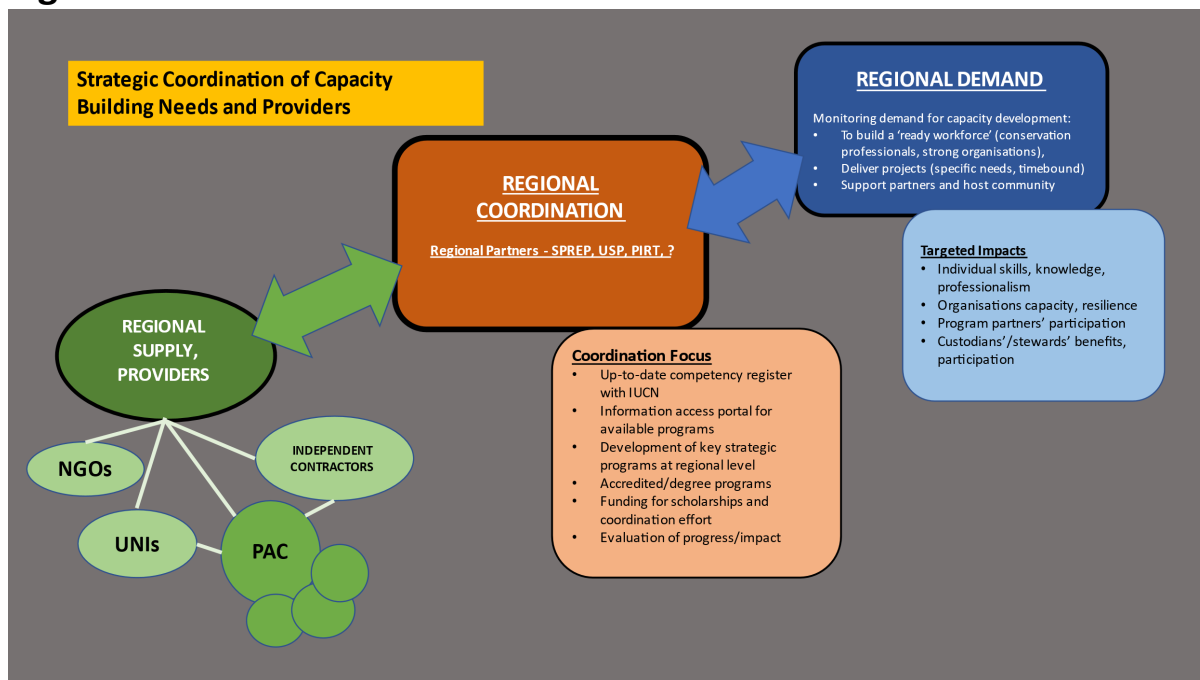 Strategic Coordination of Capacity
Building Needs and Providers
REGIONAL DEMAND
Monitoring demand for capacity development:
• To build a ‘ready workforce’ (conservation
professionals, strong organisations),
• Deliver projects (specific needs, timebound)
• Support partners and host community
REGIONAL
COORDINATION
Regional Partners - SPREP, USP, PIRT, ?
Targeted Impacts
• Individual skills, knowledge,
professionalism
• Organisations capacity, resilience
• Program partners’ participation
• Custodians’/stewards’ benefits,
participation
REGIONAL
SUPPLY,
PROVIDERS
Coordination Focus
• Up-to-date competency register
with IUCN
• Information access portal for
available programs
• Development of key strategic
programs at regional level
• Accredited/degree programs
• Funding for scholarships and
coordination effort
• Evaluation of progress/impact
NGOs
INDEPENDENT
CONTRACTORS
UNIs
PAC